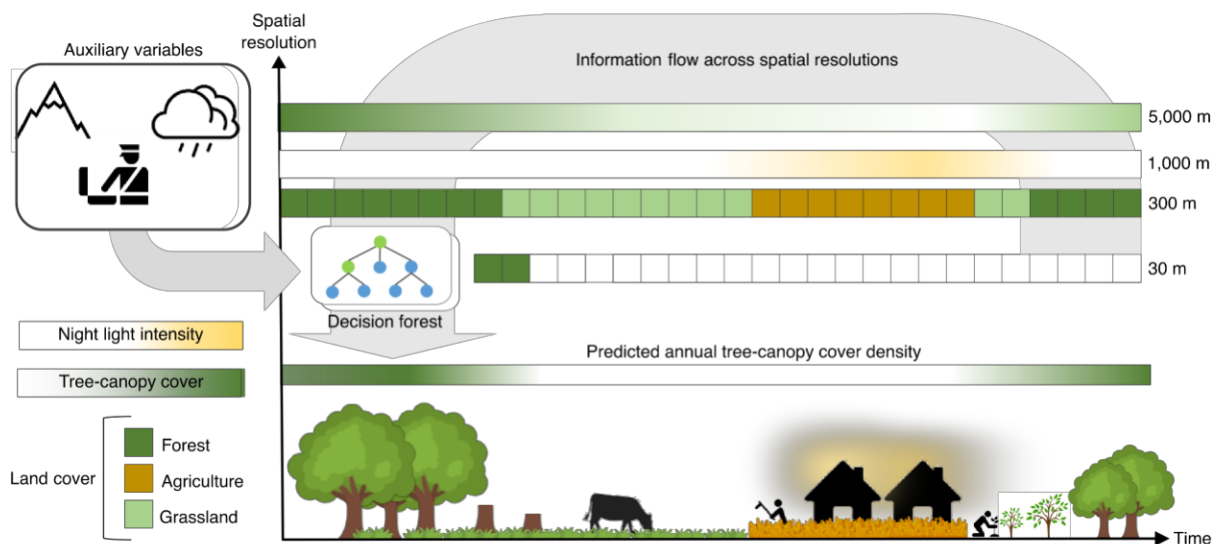 Auxiliary variables
Spatial
resolution
Information flow across spatial resolutions
5,000 m
1,000 m
300 m
30 m
Decision forest
Night light intensity
Tree-canopy cover
Predicted annual tree-canopy cover density
Land cover
Forest
Agriculture
Grassland
Time